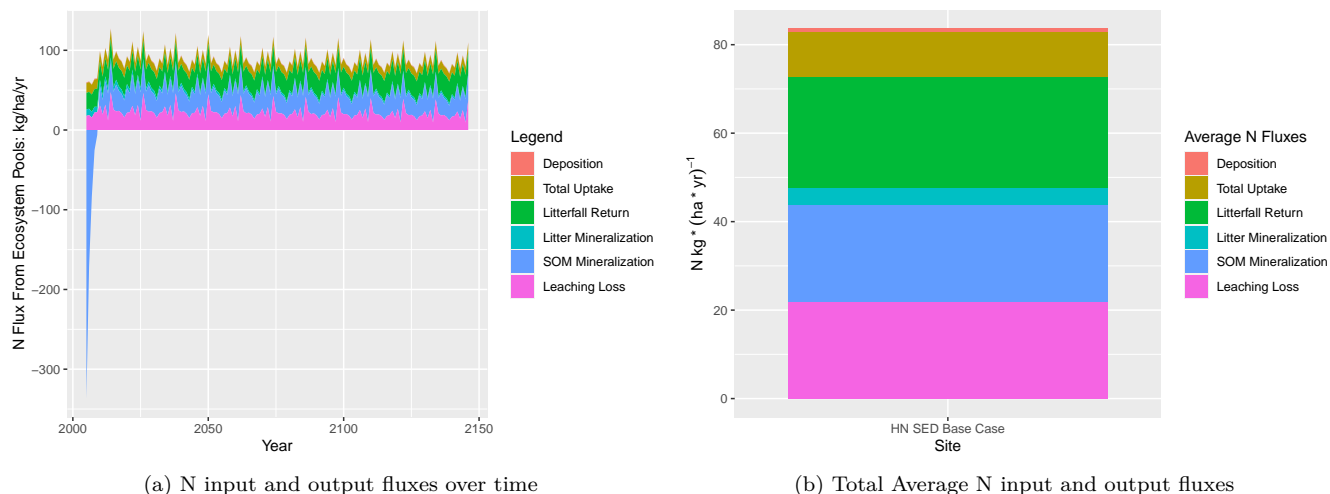 N Flux From Ecosystem Pools: kg/ha/yr
100
0
−100
−200
−300
2000
2050
2100
2150
Year
Legend
Deposition
Total Uptake
Litterfall Return
Litter Mineralization
SOM Mineralization
Leaching Loss
(a) N input and output fluxes over time
N kg * (ha * yr)⁻¹
80
60
40
20
0
HN SED Base Case
Site
Average N Fluxes
Deposition
Total Uptake
Litterfall Return
Litter Mineralization
SOM Mineralization
Leaching Loss
(b) Total Average N input and output fluxes